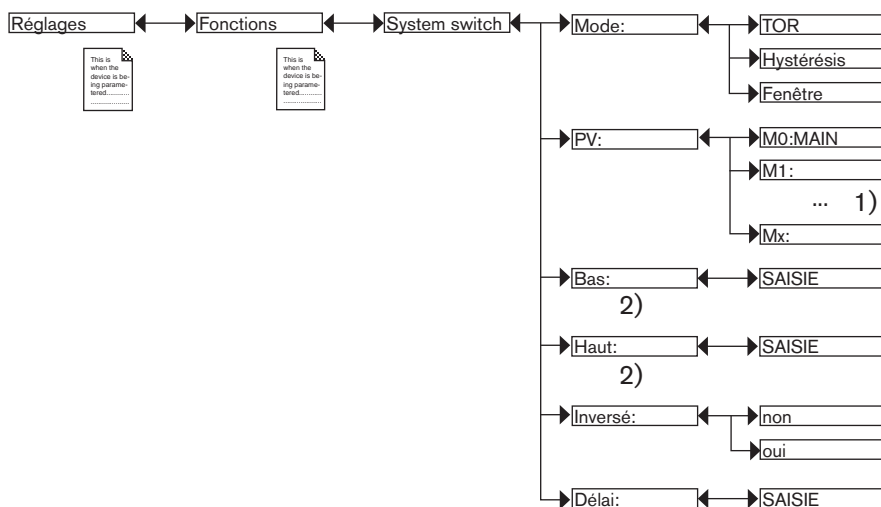 Réglages
Fonctions
System switch
Mode:
TOR
Hystérésis
Fenêtre
This is
when the
device is be-
ing parame-
tered............
...................
This is
when the
device is be-
ing parame-
tered............
...................
PV:
M0:MAIN
M1:
... 1)
Mx:
Bas:
SAISIE
2)
Haut:
SAISIE
2)
Inversé:
non
oui
Délai:
SAISIE